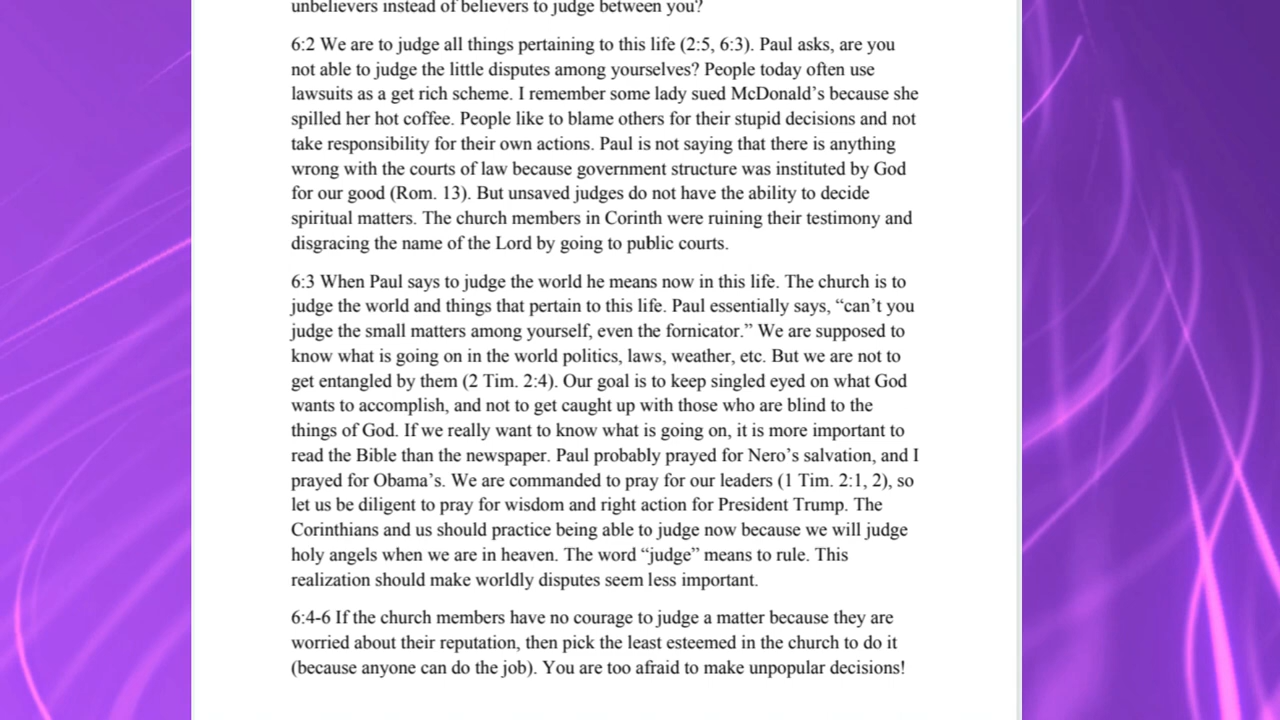 unbelievers instead of believers to judge between you?
6:2 We are to judge all things pertaining to this life (2:5, 6:3). Paul asks, are you
not able to judge the little disputes among yourselves? People today often use
lawsuits as a get rich scheme. I remember some lady sued McDonald’s because she
spilled her hot coffee. People like to blame others for their stupid decisions and not
take responsibility for their own actions. Paul is not saying that there is anything
wrong with the courts of law because government structure was instituted by God
for our good (Rom. 13). But unsaved judges do not have the ability to decide
spiritual matters. The church members in Corinth were ruining their testimony and
disgracing the name of the Lord by going to public courts.
6:3 When Paul says to judge the world he means now in this life. The church is to
judge the world and things that pertain to this life. Paul essentially says, “can’t you
judge the small matters among yourself, even the fornicator.” We are supposed to
know what is going on in the world politics, laws, weather, etc. But we are not to
get entangled by them (2 Tim. 2:4). Our goal is to keep singled eyed on what God
wants to accomplish, and not to get caught up with those who are blind to the
things of God. If we really want to know what is going on, it is more important to
read the Bible than the newspaper. Paul probably prayed for Nero’s salvation, and I
prayed for Obama’s. We are commanded to pray for our leaders (1 Tim. 2:1, 2), so
let us be diligent to pray for wisdom and right action for President Trump. The
Corinthians and us should practice being able to judge now because we will judge
holy angels when we are in heaven. The word “judge” means to rule. This
realization should make worldly disputes seem less important.
6:4-6 If the church members have no courage to judge a matter because they are
worried about their reputation, then pick the least esteemed in the church to do it
(because anyone can do the job). You are too afraid to make unpopular decisions!